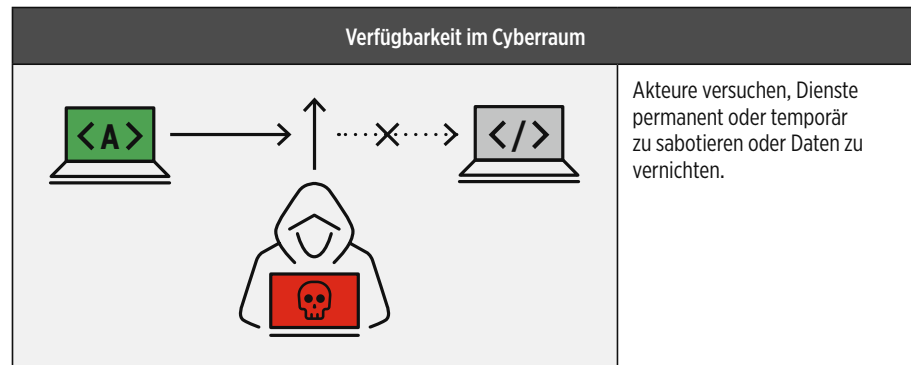 Verfügbarkeit im Cyberraum
<A>
</>
Akteure versuchen, Dienste
permanent oder temporär
zu sabotieren oder Daten zu
vernichten.